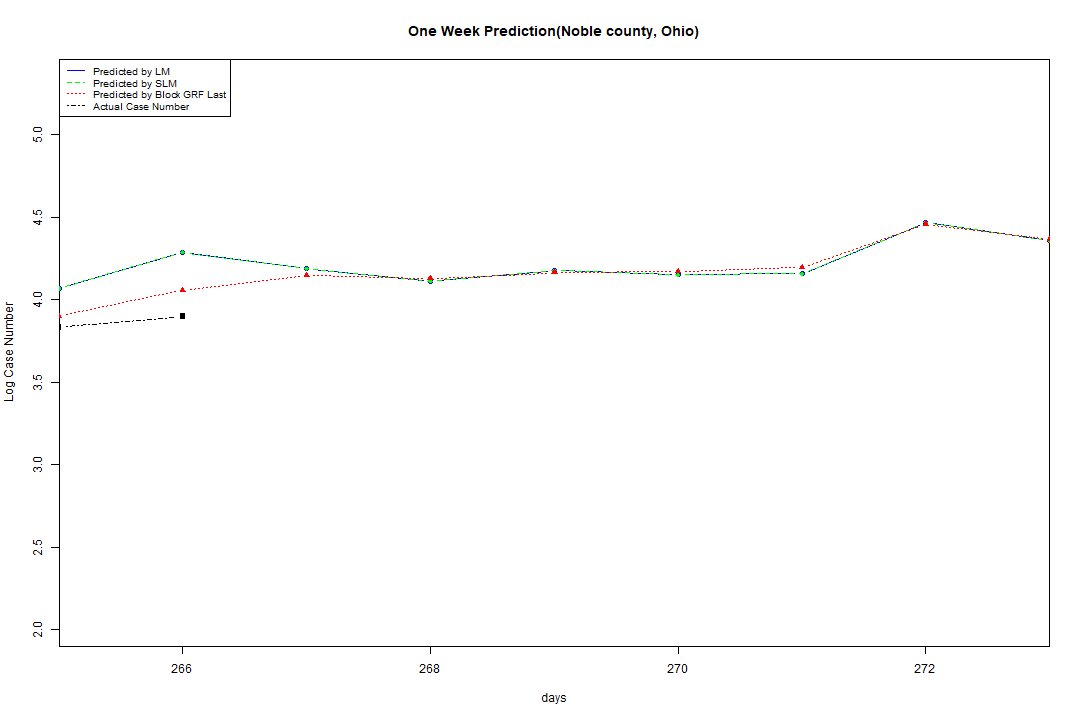 One Week Prediction(Noble county, Ohio)
Predicted by LM
Predicted by SLM
Predicted by Block GRF Last
Actual Case Number
5.0
4.5
4.0
3.5
3.0
2.5
2.0
Log Case Number
266 268 270 272
days